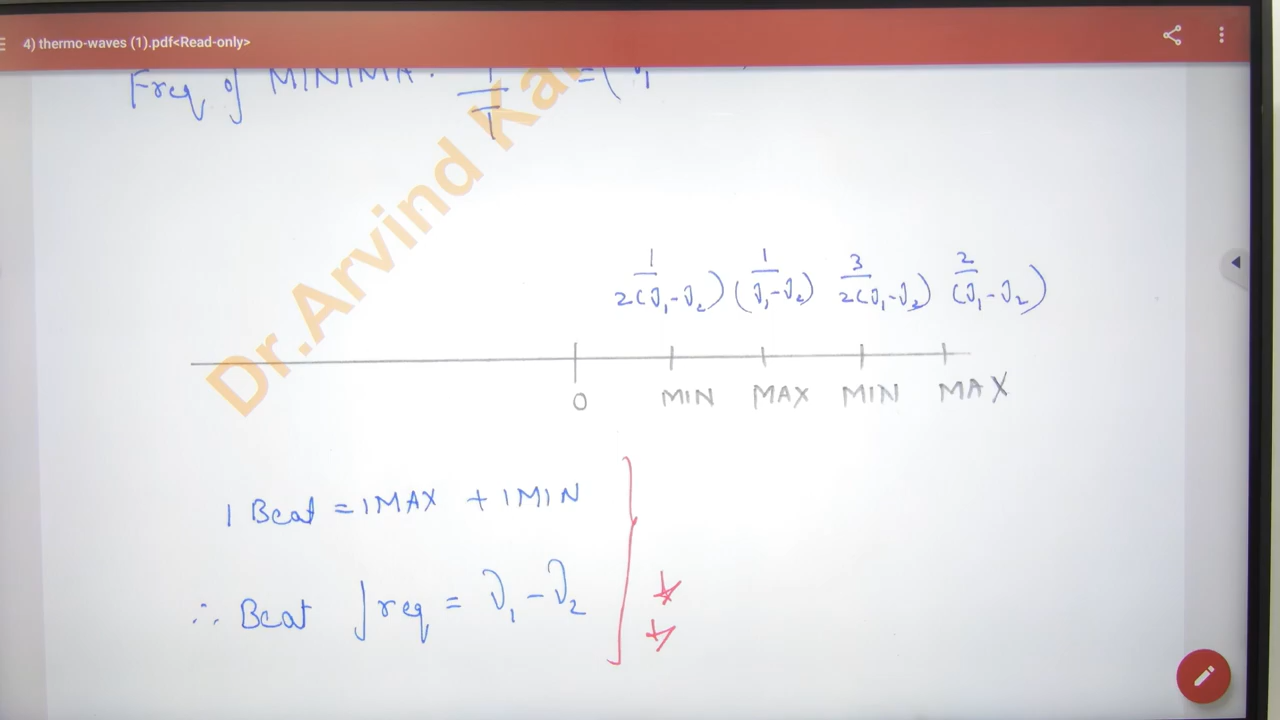 4) thermo-waves (1).pdf<Read-only>
Freq of MINIMA. 1/T = (ν₁
Dr.Arvind
1/2(ν₁-ν₂) 1/(ν₁-ν₂) 3/2(ν₁-ν₂) 2/(ν₁-ν₂)
0 MIN MAX MIN MAX
1 Beat = 1 MAX + 1 MIN
∴ Beat freq = ν₁-ν₂